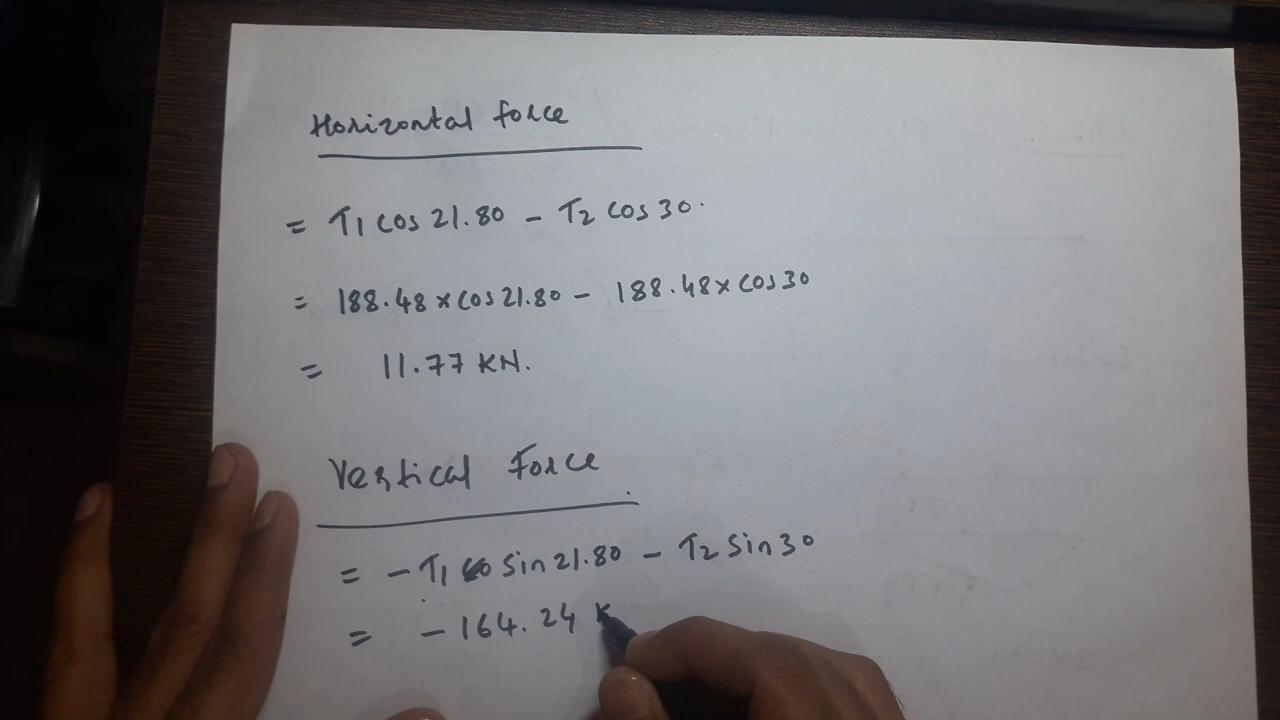 Horizontal force
= T1 cos 21.80 - T2 cos 30.
= 188.48 x cos 21.80 - 188.48 x cos 30
= 11.77 KN.
Vertical Force
= - T1 sin 21.80 - T2 sin 30
= - 164.24 K